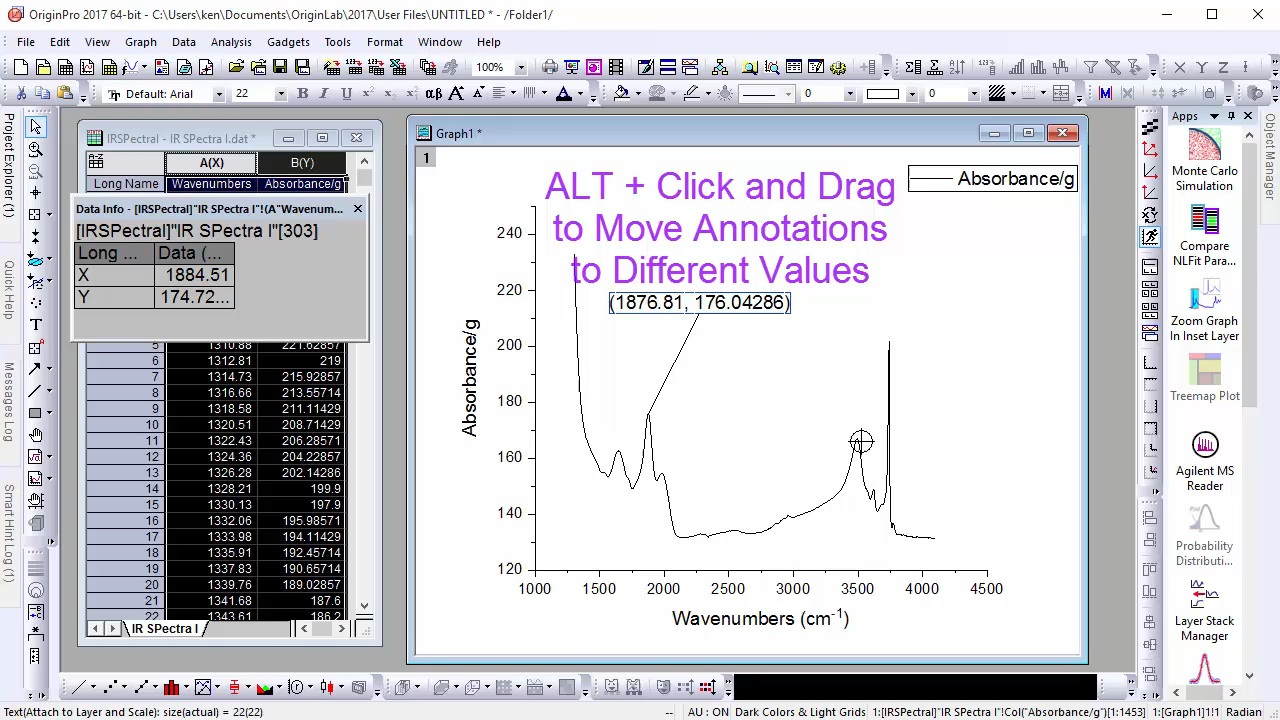 OriginPro 2017 64-bit - C:\Users\ken\Documents\OriginLab\2017\User Files\UNTITLED * - /Folder1/
File Edit View Graph Data Analysis Gadgets Tools Format Window Help
100%
Default: Arial 22 B I U αβ A A A 0 0
Project Explorer (1)
Quick Help
Messages Log
Smart Hint Log (1)
IRSPectral - IR SPectra I.dat *
A(X) B(Y)
Long Name Wavenumbers Absorbance/g
Data Info - [IRSPectral]"IR SPectra I"!(A"Wavenum...
[IRSPectral]"IR SPectra I"[303]
Long ... Data (...
X 1884.51
Y 174.72...
5 1310.88 221.62857
6 1312.81 219
7 1314.73 215.92857
8 1316.66 213.55714
9 1318.58 211.11429
10 1320.51 208.71429
11 1322.43 206.28571
12 1324.36 204.22857
13 1326.28 202.14286
14 1328.21 199.9
15 1330.13 197.9
16 1332.06 195.98571
17 1333.98 194.11429
18 1335.91 192.45714
19 1337.83 190.65714
20 1339.76 189.02857
21 1341.68 187.6
22 1343.61 186.2
IR SPectra I
Graph1 *
1
Absorbance/g
ALT + Click and Drag
to Move Annotations
to Different Values
(1876.81, 176.04286)
Absorbance/g
240
220
200
180
160
140
120
1000 1500 2000 2500 3000 3500 4000 4500
Wavenumbers (cm-1)
Apps
Monte Carlo
Simulation
Compare
NLFit Para...
Zoom Graph
In Inset Layer
Treemap Plot
Agilent MS
Reader
Probability
Distributi...
Layer Stack
Manager
Object Manager
Text(Attach to Layer and Scale): size(actual) = 22(22) -- AU : ON Dark Colors & Light Grids 1:[IRSPectral]"IR SPectra I"!Col("Absorbance/g")[1:1453] 1:[Graph1]1!1 Radian